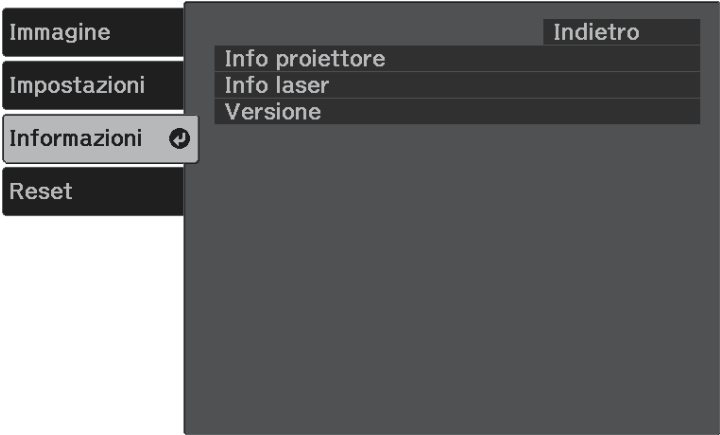 Immagine
Impostazioni
Informazioni
Reset
Indietro
Info proiettore
Info laser
Versione